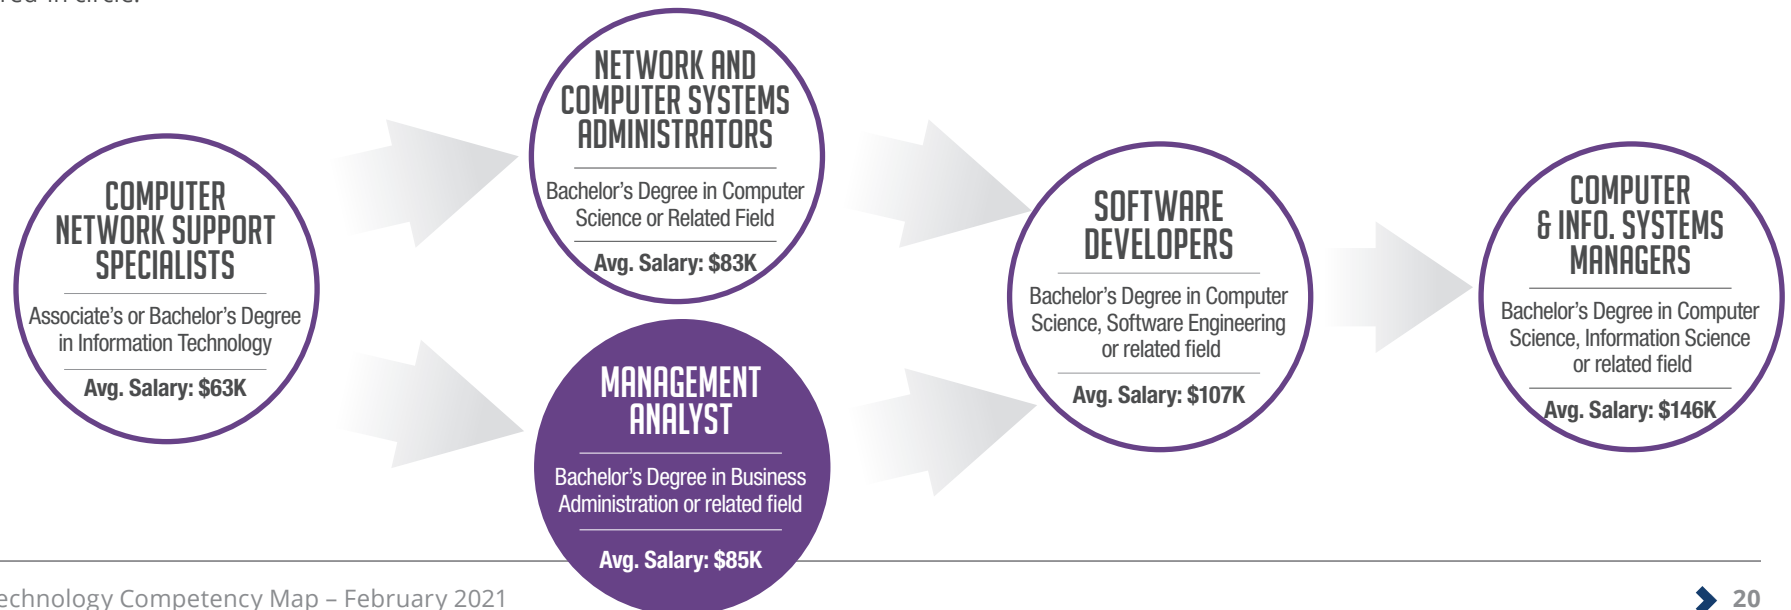 COMPUTER
NETWORK SUPPORT
SPECIALISTS
Associate's or Bachelor's Degree
in Information Technology
Avg. Salary: $63K
NETWORK AND
COMPUTER SYSTEMS
ADMINISTRATORS
Bachelor's Degree in Computer
Science or Related Field
Avg. Salary: $83K
MANAGEMENT
ANALYST
Bachelor's Degree in Business
Administration or related field
Avg. Salary: $85K
SOFTWARE
DEVELOPERS
Bachelor's Degree in Computer
Science, Software Engineering
or related field
Avg. Salary: $107K
COMPUTER
& INFO. SYSTEMS
MANAGERS
Bachelor's Degree in Computer
Science, Information Science
or related field
Avg. Salary: $146K
echnology Competency Map – February 2021
20